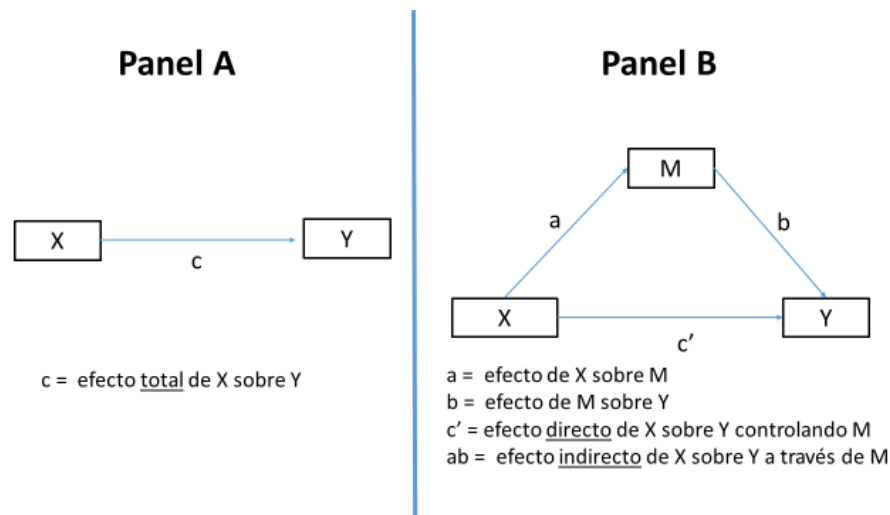 Panel A
X
Y
c
c = efecto total de X sobre Y
Panel B
M
a
b
X
Y
c’
a = efecto de X sobre M
b = efecto de M sobre Y
c’ = efecto directo de X sobre Y controlando M
ab = efecto indirecto de X sobre Y a través de M